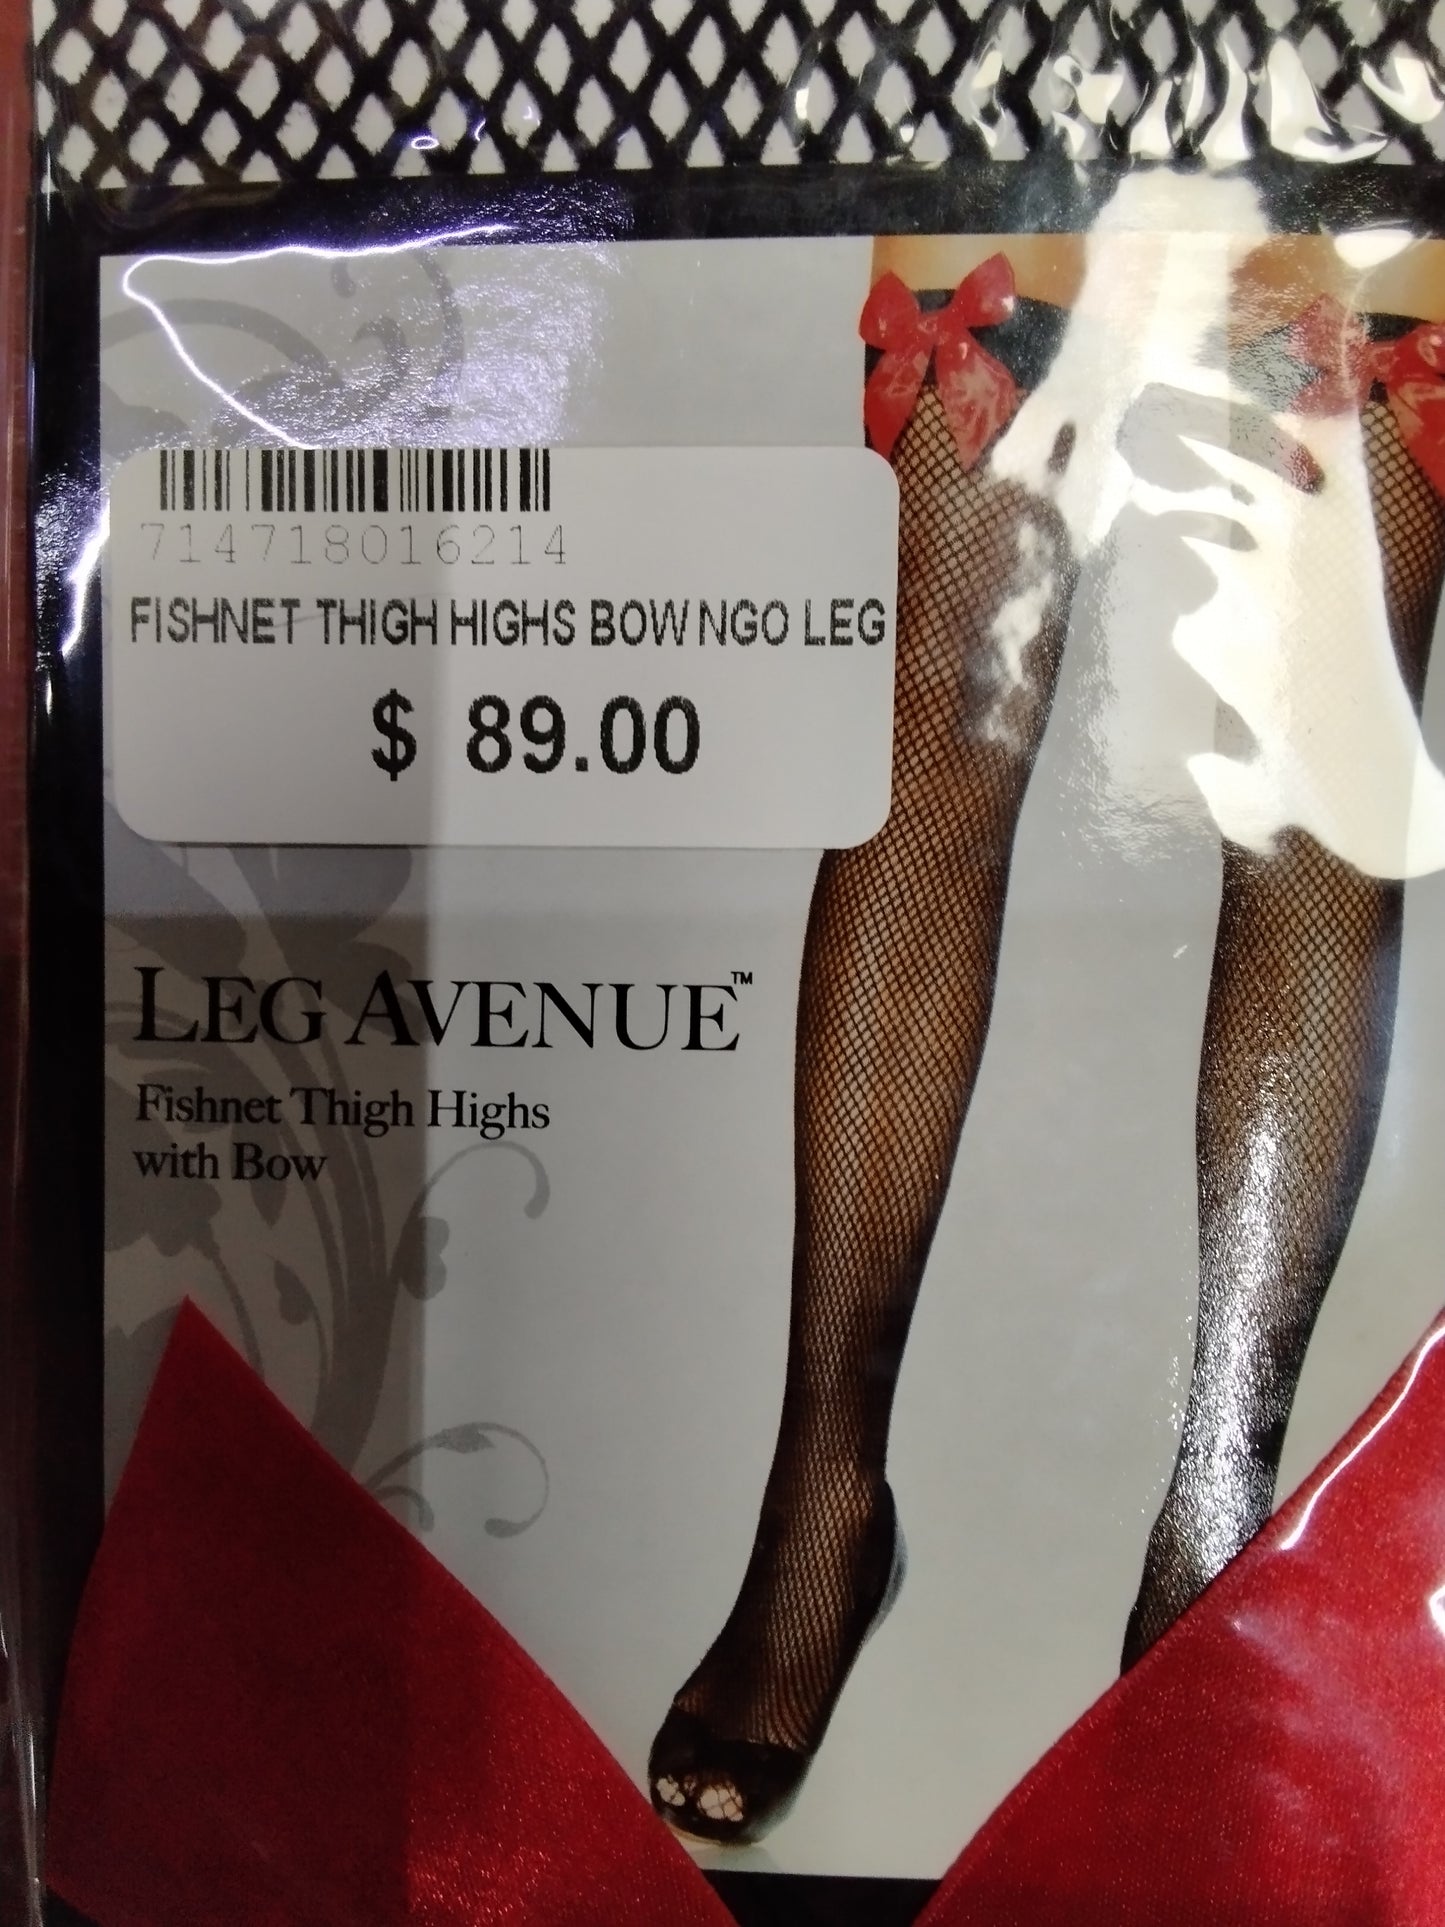 714718016214
FISHNET THIGH HIGHS BOW NGO LEG
$ 89.00
LEG AVENUE™
Fishnet Thigh Highs
with Bow